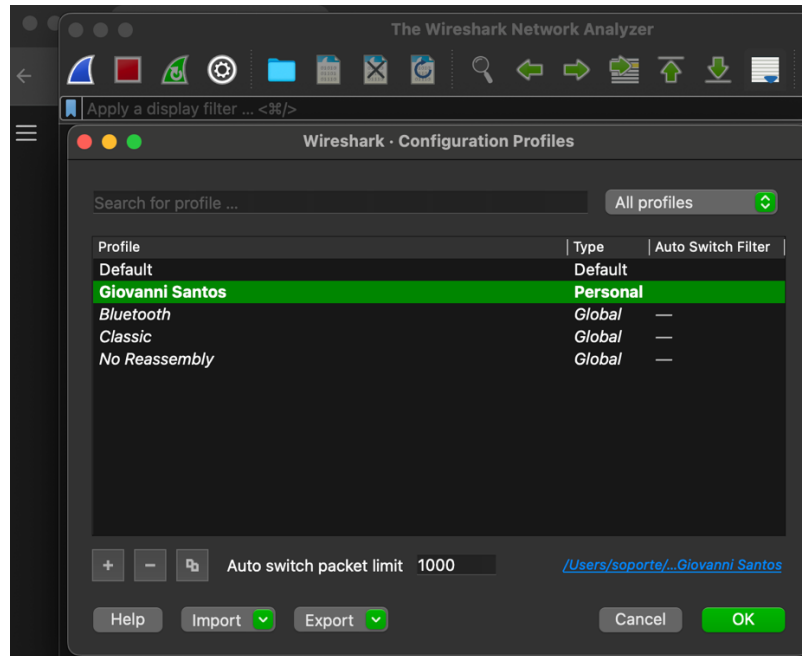 The Wireshark Network Analyzer
Apply a display filter ... <⌘/>
Wireshark · Configuration Profiles
Search for profile ... All profiles
Profile Type Auto Switch Filter
Default Default
Giovanni Santos Personal
Bluetooth Global —
Classic Global —
No Reassembly Global —
+ − Auto switch packet limit 1000 /Users/soporte/...Giovanni Santos
Help Import Export Cancel OK